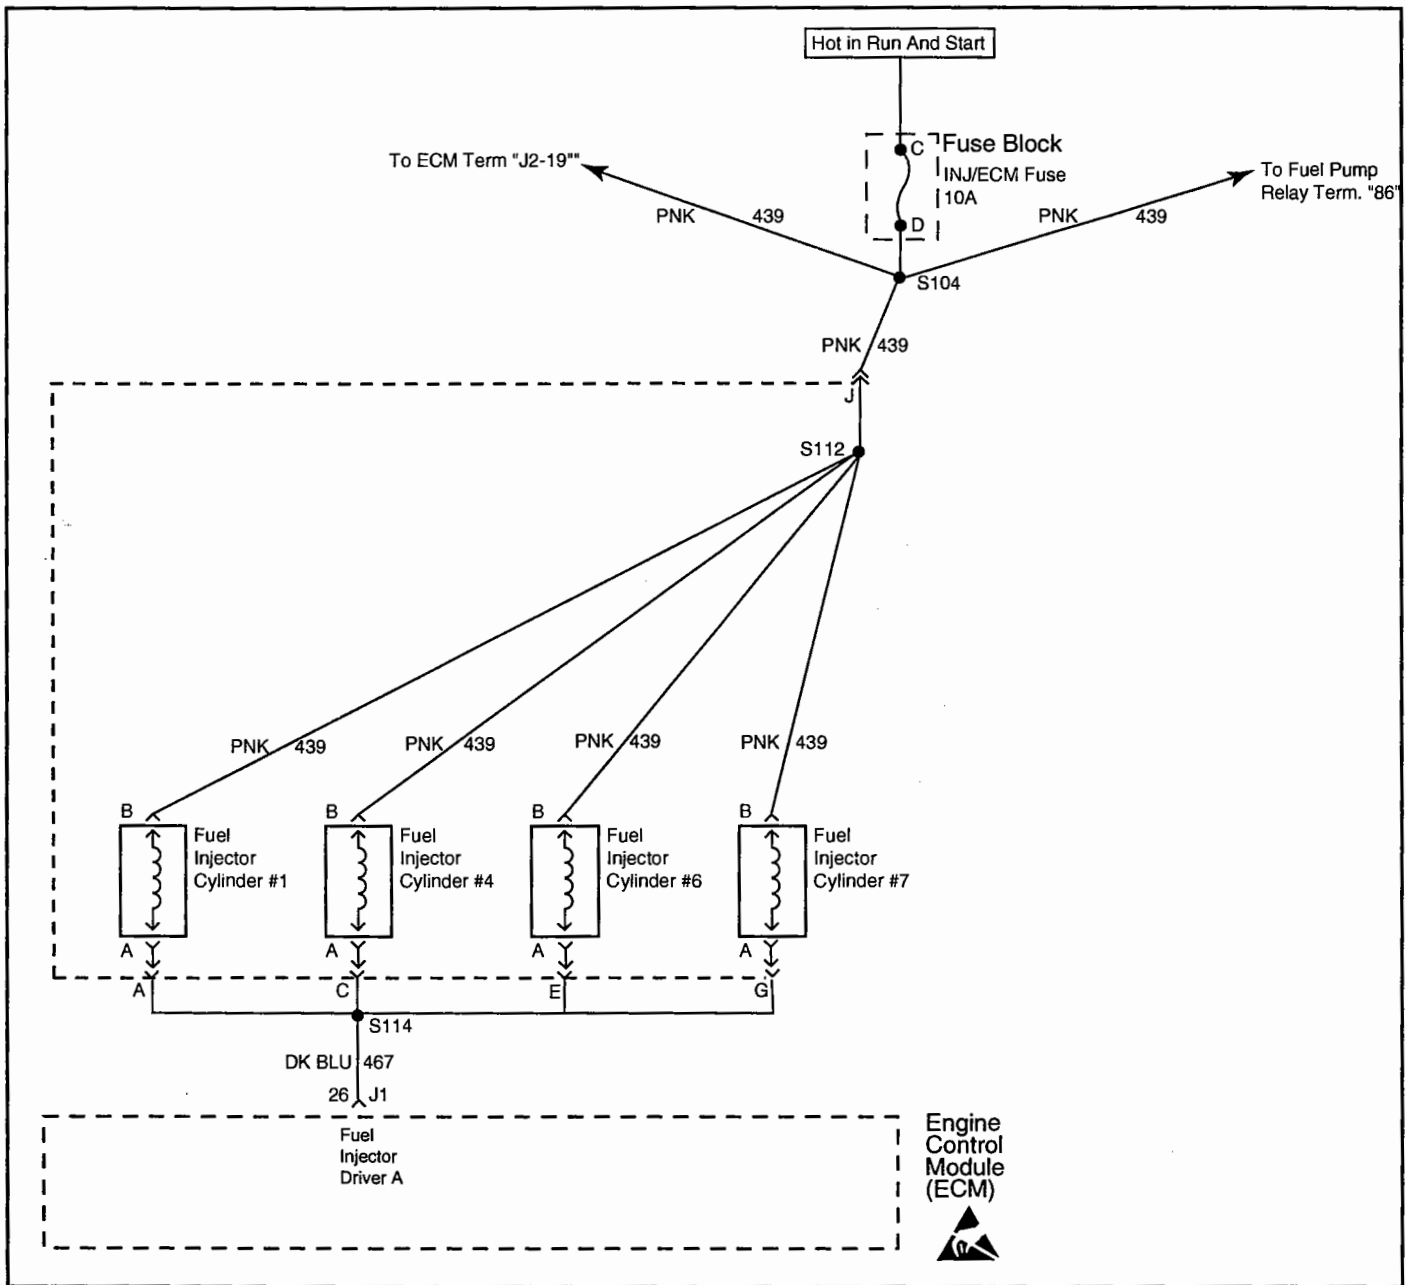 Hot in Run And Start
C
Fuse Block
INJ/ECM Fuse
10A
D
To ECM Term "J2-19""
PNK 439
To Fuel Pump
Relay Term. "86"
PNK 439
S104
PNK 439
J
S112
PNK 439
PNK 439
PNK 439
PNK 439
B
Fuel
Injector
Cylinder #1
A
B
Fuel
Injector
Cylinder #4
A
B
Fuel
Injector
Cylinder #6
A
B
Fuel
Injector
Cylinder #7
A
A
C
E
G
S114
DK BLU 467
26 J1
Fuel
Injector
Driver A
Engine
Control
Module
(ECM)